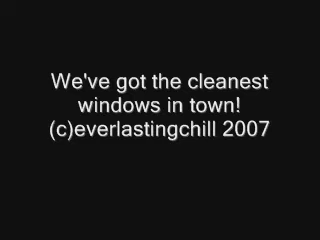 We've got the cleanest
windows in town!
(c)everlastingchill 2007